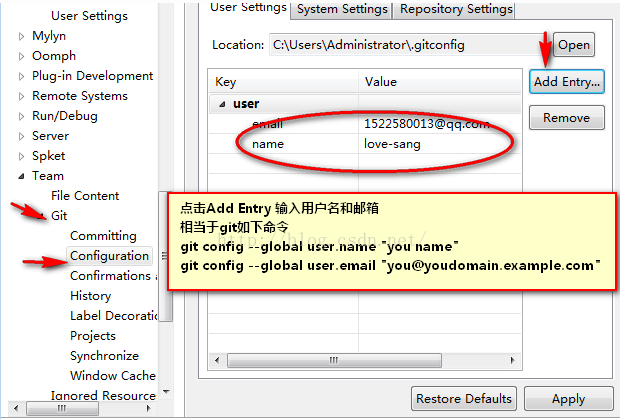 User Settings
Mylyn
Oomph
Plug-in Development
Remote Systems
Run/Debug
Server
Spket
Team
File Content
Git
Committing
Configuration
Confirmations a
History
Label Decoratio
Projects
Synchronize
Window Cache
Ignored Resource
User Settings
System Settings
Repository Settings
Location:
C:\Users\Administrator\.gitconfig
Open
Key
Value
user
email
1522580013@qq.com
name
love-sang
Add Entry...
Remove
点击Add Entry 输入用户名和邮箱
相当于git如下命令
http://blog.csdn.net/
git config --global user.name "you name"
git config --global user.email "you@youdomain.example.com"
Restore Defaults
Apply